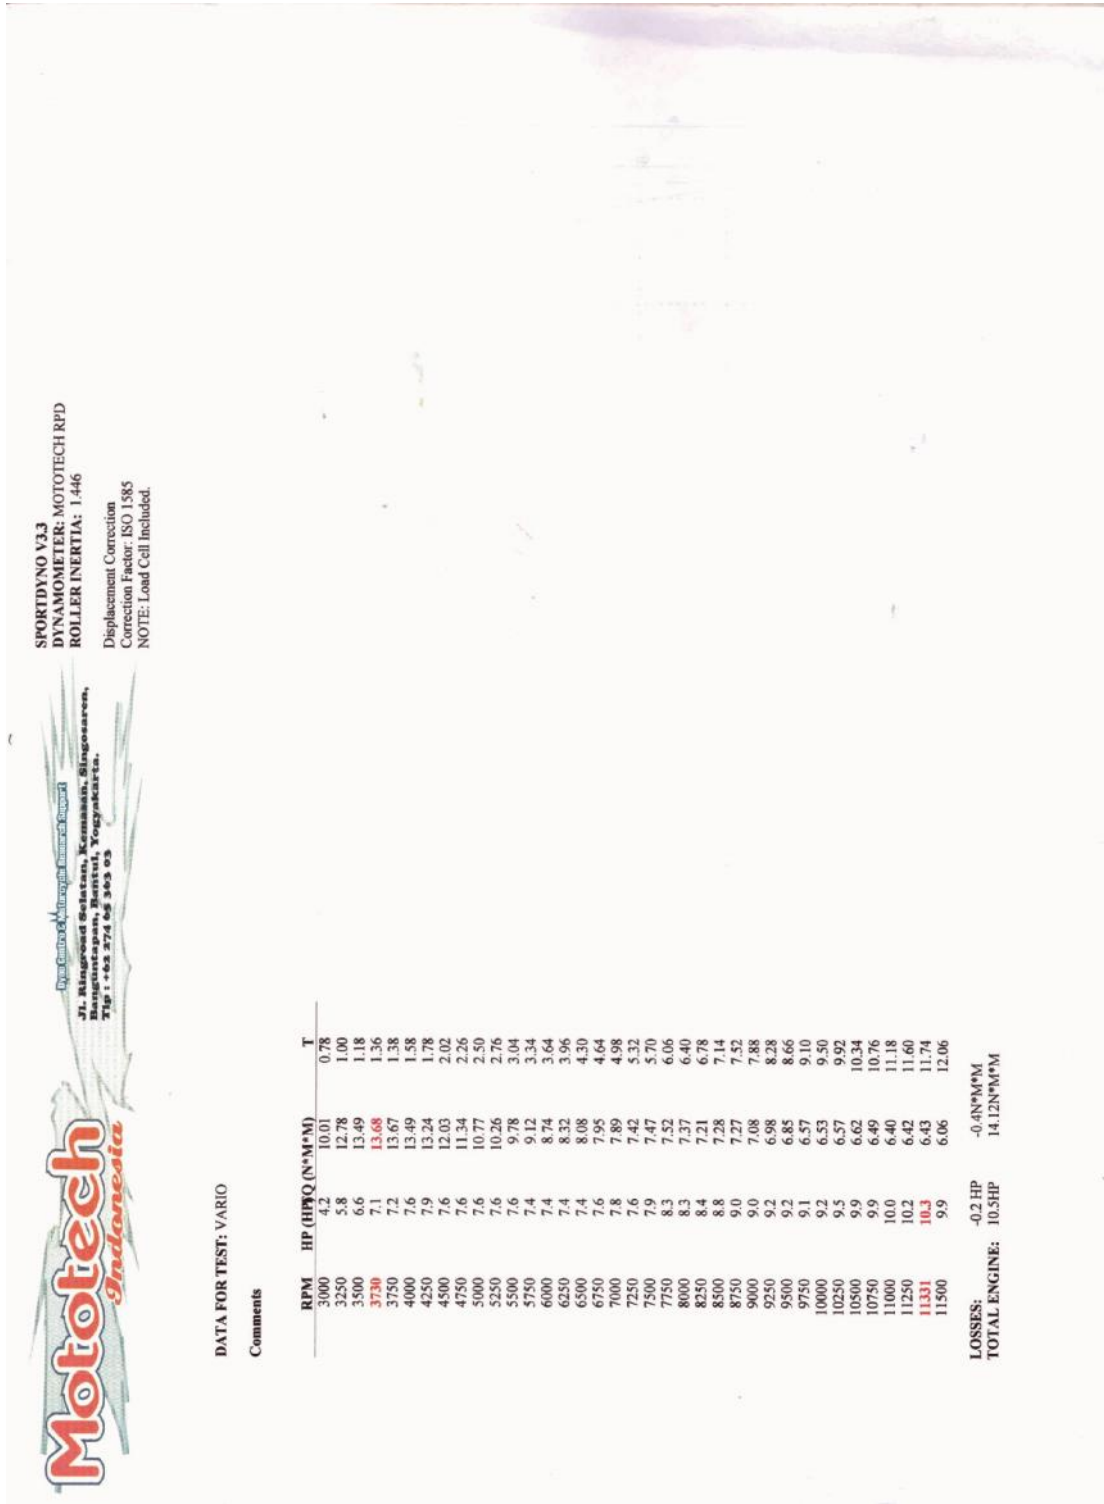 Mototech
Indonesia
Dyno Centre & Motorcycle Research Support
Jl. Ringroad Selatan, Kemasan, Singosaren,
Banguntapan, Bantul, Yogyakarta.
Tlp : +62 274 65 363 03
SPORTDYNO V3.3
DYNAMOMETER: MOTOTECH RPD
ROLLER INERTIA: 1.446
Displacement Correction
Correction Factor: ISO 1585
NOTE: Load Cell Included.
DATA FOR TEST: VARIO
Comments
RPM HP (HP) TQ (N*M*M) T
3000 4.2 10.01 0.78
3250 5.8 12.78 1.00
3500 6.6 13.49 1.18
3730 7.1 13.68 1.36
3750 7.2 13.67 1.38
4000 7.6 13.49 1.58
4250 7.9 13.24 1.78
4500 7.6 12.03 2.02
4750 7.6 11.34 2.26
5000 7.6 10.77 2.50
5250 7.6 10.26 2.76
5500 7.6 9.78 3.04
5750 7.4 9.12 3.34
6000 7.4 8.74 3.64
6250 7.4 8.32 3.96
6500 7.4 8.08 4.30
6750 7.6 7.95 4.64
7000 7.8 7.89 4.98
7250 7.6 7.42 5.32
7500 7.9 7.47 5.70
7750 8.3 7.52 6.06
8000 8.3 7.37 6.40
8250 8.4 7.21 6.78
8500 8.8 7.28 7.14
8750 9.0 7.27 7.52
9000 9.0 7.08 7.88
9250 9.2 6.98 8.28
9500 9.2 6.85 8.66
9750 9.1 6.57 9.10
10000 9.2 6.53 9.50
10250 9.5 6.57 9.92
10500 9.9 6.62 10.34
10750 9.9 6.49 10.76
11000 10.0 6.40 11.18
11250 10.2 6.42 11.60
11331 10.3 6.43 11.74
11500 9.9 6.06 12.06
LOSSES: -0.2 HP -0.4N*M*M
TOTAL ENGINE: 10.5HP 14.12N*M*M